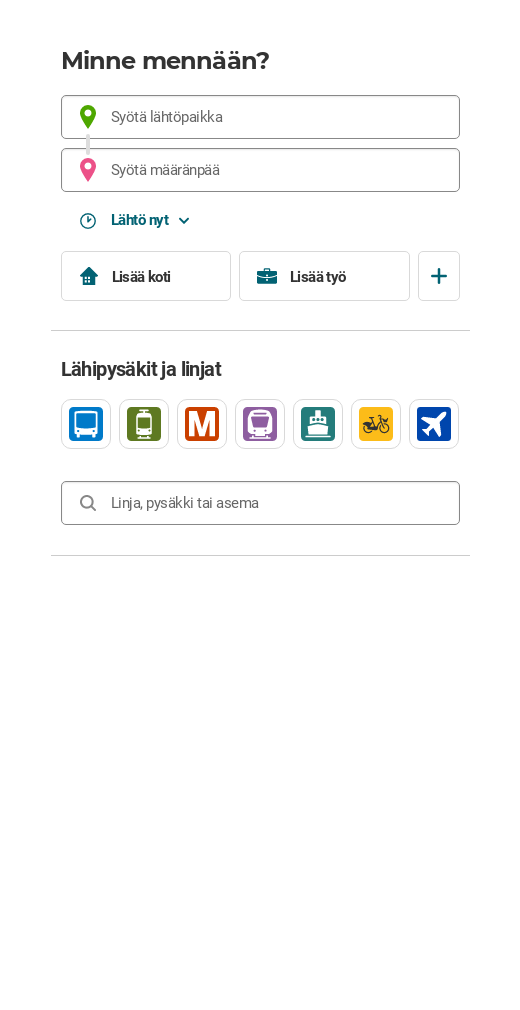 Minne mennään?
Syötä lähtöpaikka
Syötä määränpää
Lähtö nyt
Lisää koti
Lisää työ
Lähipysäkit ja linjat
M
Linja, pysäkki tai asema